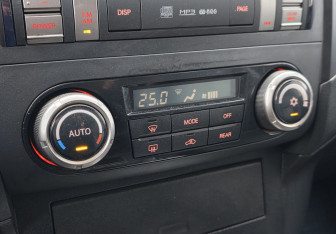 DISP
MP3
PAGE
25.0
AUTO
MODE
OFF
REAR